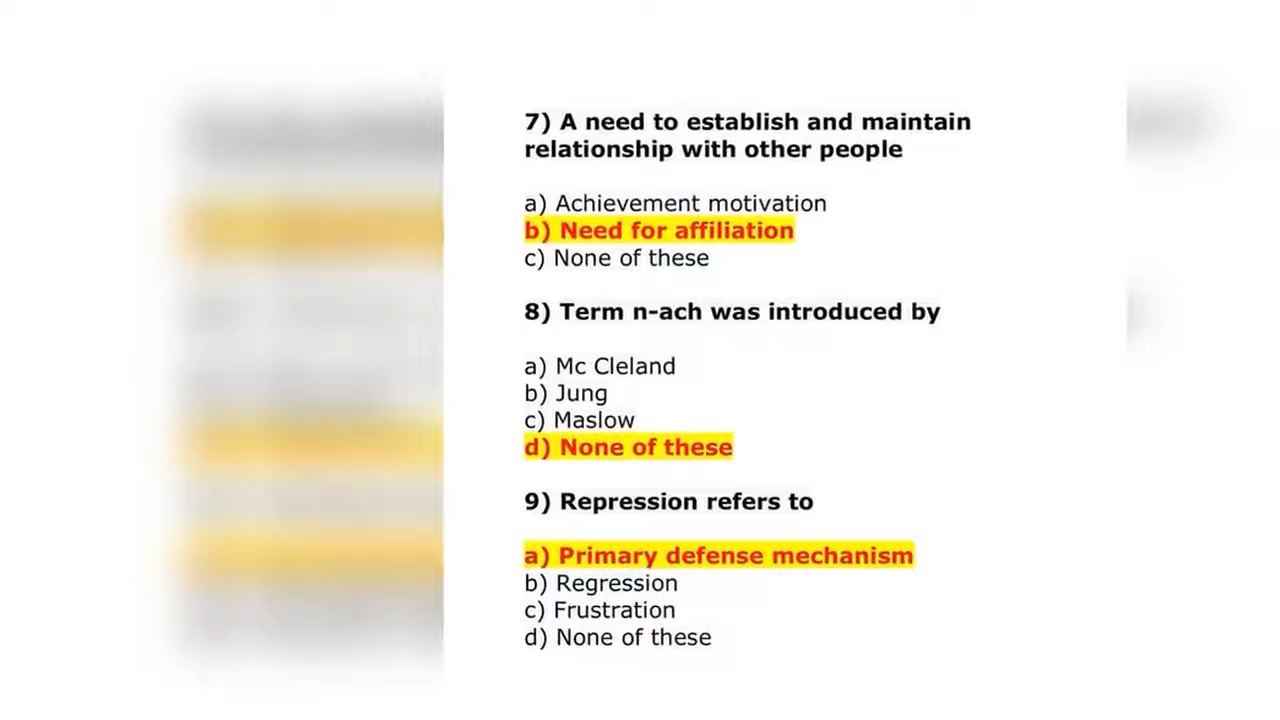 7) A need to establish and maintain
relationship with other people
a) Achievement motivation
b) Need for affiliation
c) None of these
8) Term n-ach was introduced by
a) Mc Cleland
b) Jung
c) Maslow
d) None of these
9) Repression refers to
a) Primary defense mechanism
b) Regression
c) Frustration
d) None of these